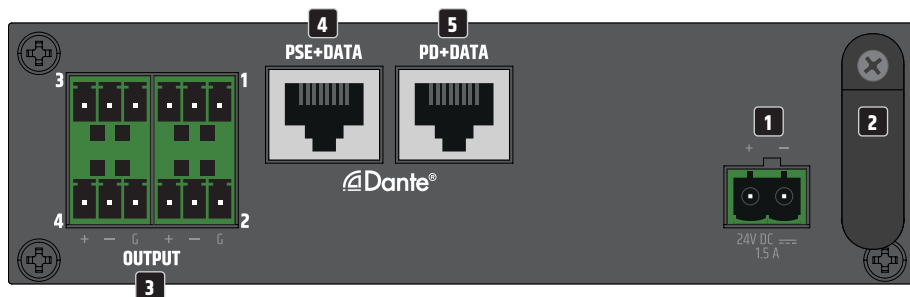 4
5
PSE+DATA
PD+DATA
3
1
1
2
+ −
Dante®
4
2
+ − G + − G
24V DC
1.5 A
OUTPUT
3